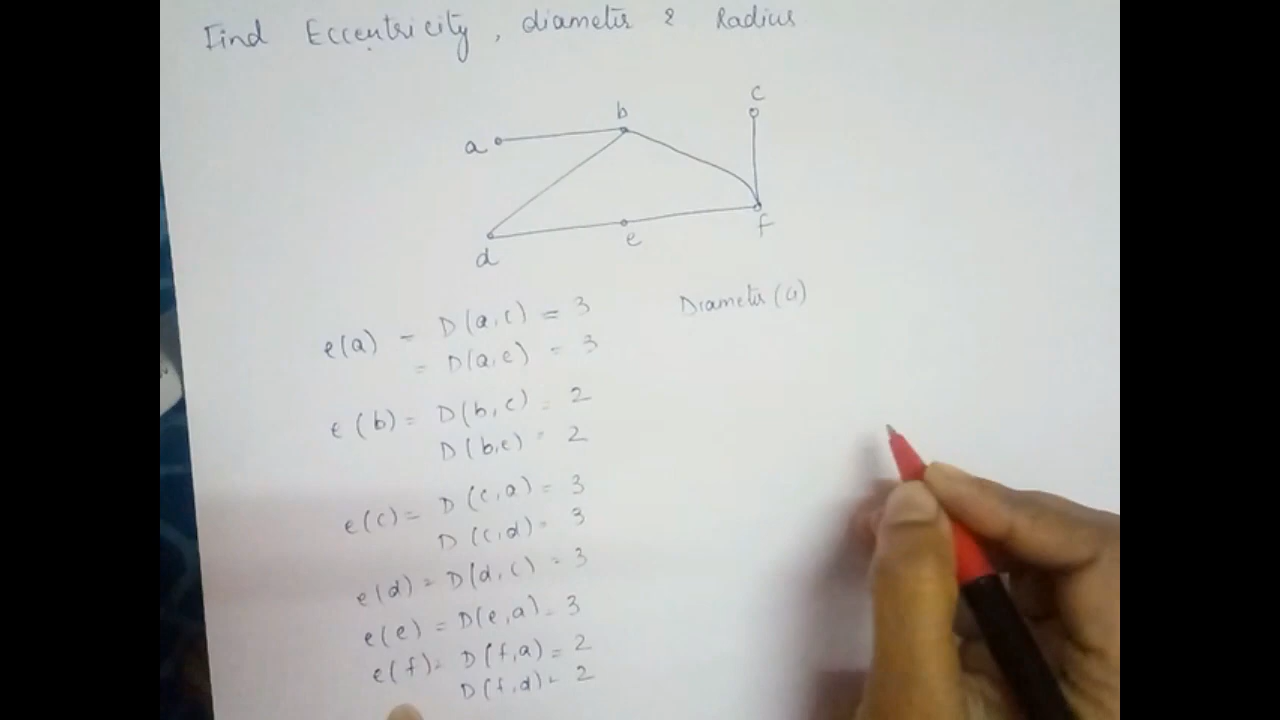 Find Eccentricity, diameter & Radius
c
b
a
f
e
d
Diameter (G)
e(a) = D(a,c) = 3
= D(a,e) = 3
e(b) = D(b,c) = 2
D(b,e) = 2
e(c) = D(c,a) = 3
D(c,d) = 3
e(d) = D(d,c) = 3
e(e) = D(e,a) = 3
e(f) = D(f,a) = 2
D(f,d) = 2